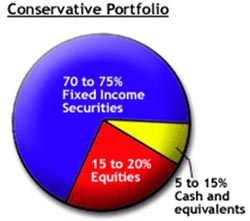 Conservative Portfolio
70 to 75%
Fixed Income
Securities
15 to 20%
Equities
5 to 15%
Cash and
equivalents